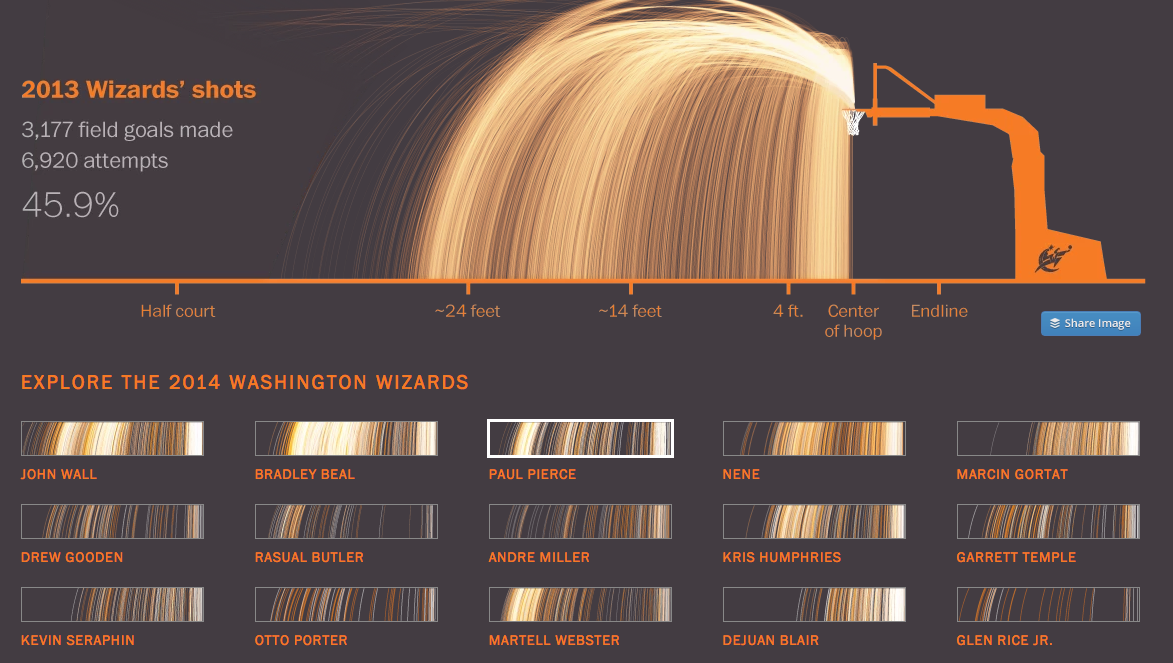 2013 Wizards' shots
3,177 field goals made
6,920 attempts
45.9%
Half court
~24 feet
~14 feet
4 ft.
Center
of hoop
Endline
Share Image
EXPLORE THE 2014 WASHINGTON WIZARDS
JOHN WALL
BRADLEY BEAL
PAUL PIERCE
NENE
MARCIN GORTAT
DREW GOODEN
RASUAL BUTLER
ANDRE MILLER
KRIS HUMPHRIES
GARRETT TEMPLE
KEVIN SERAPHIN
OTTO PORTER
MARTELL WEBSTER
DEJUAN BLAIR
GLEN RICE JR.